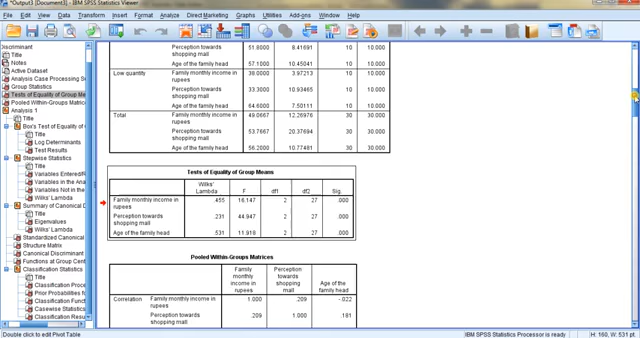 *Output3 [Document3] - IBM SPSS Statistics Viewer
File Edit View Data Transform Insert Format Analyze Direct Marketing Graphs Utilities Add-ons Window Help
Discriminant
Title
Notes
Active Dataset
Analysis Case Processing S
Group Statistics
Tests of Equality of Group Me
Pooled Within-Groups Matrices
Analysis 1
Title
Box's Test of Equality of
Title
Log Determinants
Test Results
Stepwise Statistics
Title
Variables Entered/R
Variables in the Ana
Variables Not in the
Wilks' Lambda
Summary of Canonical D
Title
Eigenvalues
Wilks' Lambda
Standardized Canonical
Structure Matrix
Canonical Discriminant
Functions at Group Cen
Classification Statistics
Title
Classification Proce
Prior Probabilities fo
Classification Funct
Casewise Statistics
Classification Resul
Perception towards shopping mall 51.8000 8.41691 10 10.000
Age of the family head 57.1000 10.45041 10 10.000
Low quantity Family monthly income in rupees 38.0000 3.97213 10 10.000
Perception towards shopping mall 33.3000 10.93465 10 10.000
Age of the family head 64.6000 7.50111 10 10.000
Total Family monthly income in rupees 49.0667 12.26976 30 30.000
Perception towards shopping mall 53.7667 20.37694 30 30.000
Age of the family head 56.2000 10.77481 30 30.000
Tests of Equality of Group Means
Wilks' Lambda F df1 df2 Sig.
Family monthly income in rupees .455 16.147 2 27 .000
Perception towards shopping mall .231 44.947 2 27 .000
Age of the family head .531 11.918 2 27 .000
Pooled Within-Groups Matrices
Family monthly income in rupees Perception towards shopping mall Age of the family head
Correlation Family monthly income in rupees 1.000 .209 -.022
Perception towards shopping mall .209 1.000 .181
Double click to edit Pivot Table
IBM SPSS Statistics Processor is ready
H: 160, W: 531 pt.